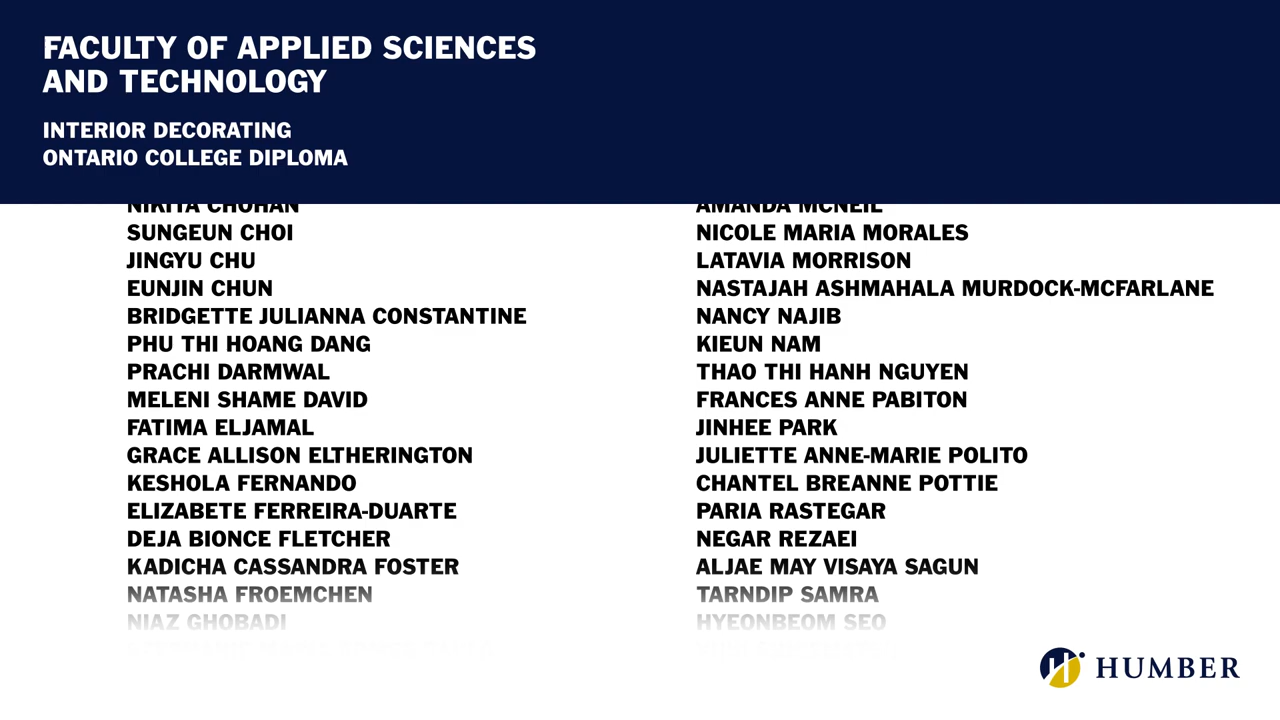 FACULTY OF APPLIED SCIENCES
AND TECHNOLOGY
INTERIOR DECORATING
ONTARIO COLLEGE DIPLOMA
NIKITA CHOHAN
SUNGEUN CHOI
JINGYU CHU
EUNJIN CHUN
BRIDGETTE JULIANNA CONSTANTINE
PHU THI HOANG DANG
PRACHI DARMWAL
MELENI SHAME DAVID
FATIMA ELJAMAL
GRACE ALLISON ELTHERINGTON
KESHOLA FERNANDO
ELIZABETE FERREIRA-DUARTE
DEJA BIONCE FLETCHER
KADICHA CASSANDRA FOSTER
NATASHA FROEMCHEN
NIAZ GHOBADI
AMANDA MCNEIL
NICOLE MARIA MORALES
LATAVIA MORRISON
NASTAJAH ASHMAHALA MURDOCK-MCFARLANE
NANCY NAJIB
KIEUN NAM
THAO THI HANH NGUYEN
FRANCES ANNE PABITON
JINHEE PARK
JULIETTE ANNE-MARIE POLITO
CHANTEL BREANNE POTTIE
PARIA RASTEGAR
NEGAR REZAEI
ALJAE MAY VISAYA SAGUN
TARNDIP SAMRA
HYEONBEOM SEO
HUMBER